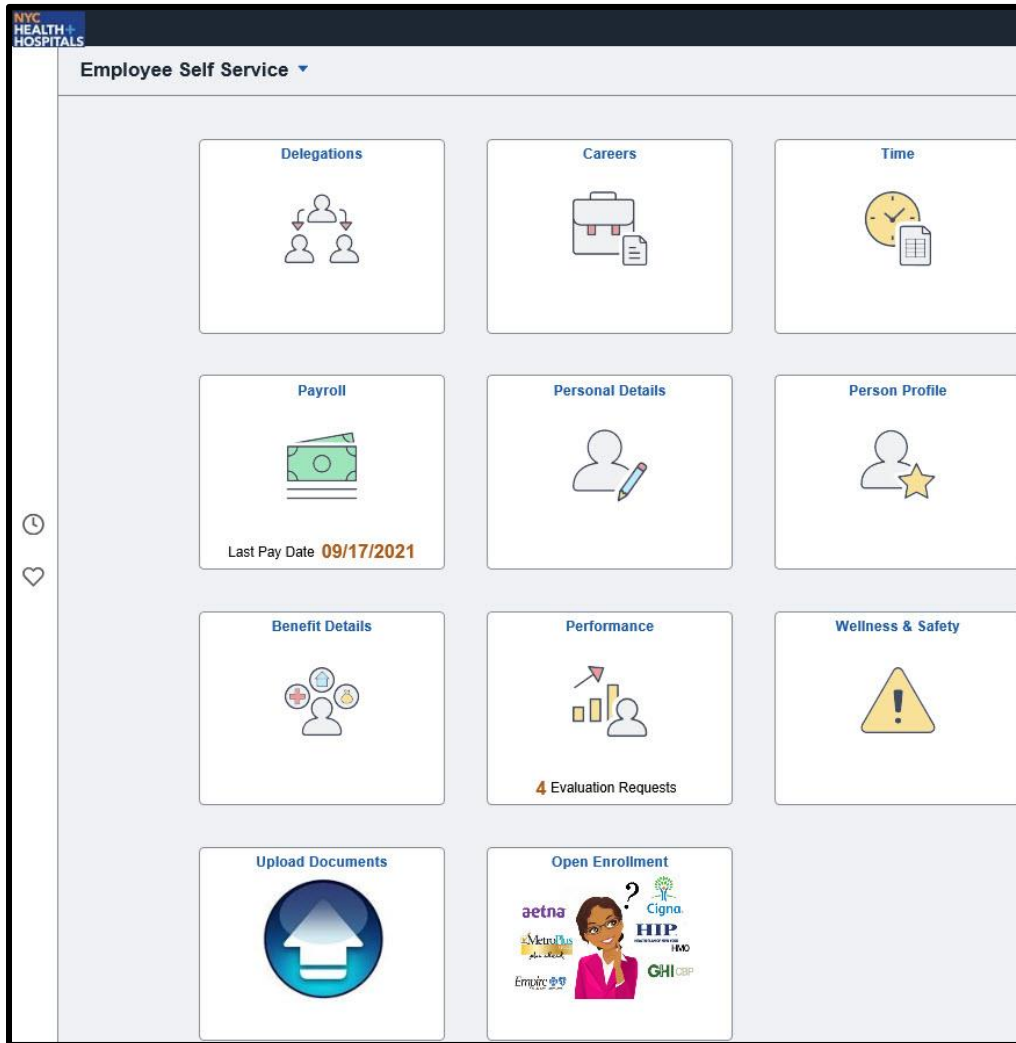 NYC
HEALTH+
HOSPITALS
Employee Self Service
Delegations
Careers
Time
Payroll
Last Pay Date 09/17/2021
Personal Details
Person Profile
Benefit Details
Performance
4 Evaluation Requests
Wellness & Safety
Upload Documents
Open Enrollment
?
aetna
Cigna
MetroPlus
HIP
HMO
Empire
GHI CBP